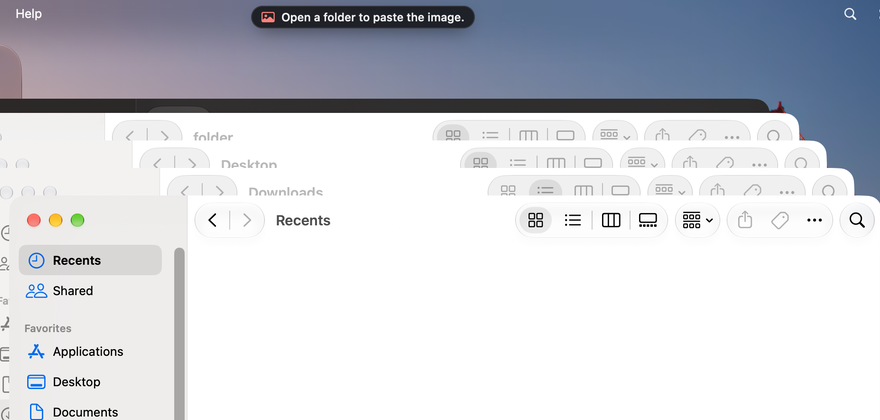 Help
Open a folder to paste the image.
folder
Desktop
Downloads
Recents
Recents
Shared
Favorites
Applications
Desktop
Documents